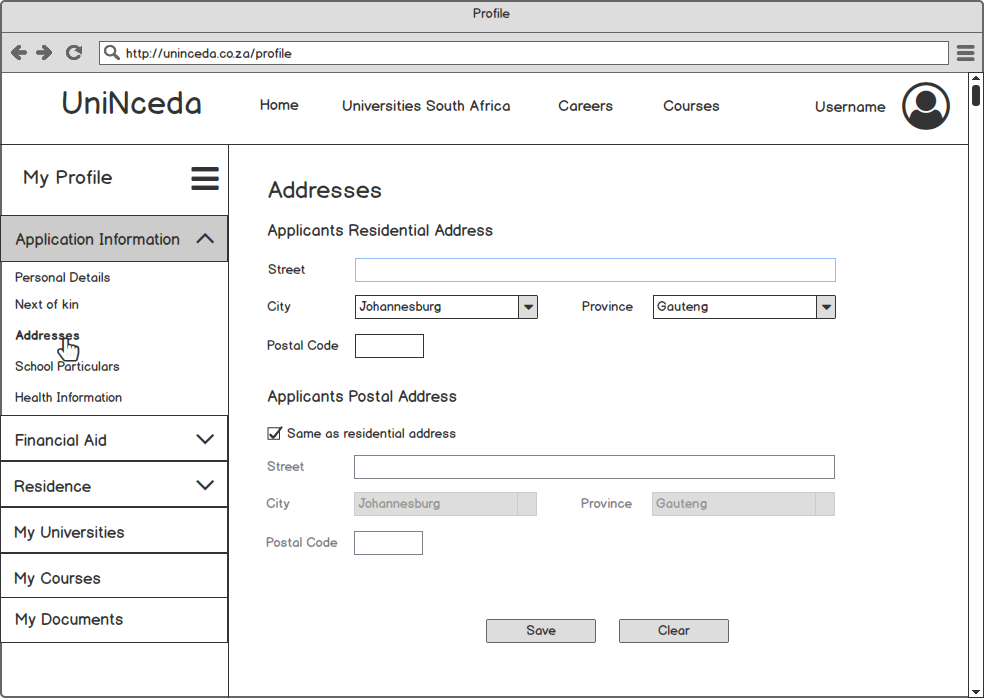 Profile
http://uninceda.co.za/profile
UniNceda
Home
Universities South Africa
Careers
Courses
Username
My Profile
Application Information
Personal Details
Next of kin
Addresses
School Particulars
Health Information
Financial Aid
Residence
My Universities
My Courses
My Documents
Addresses
Applicants Residential Address
Street
City
Johannesburg
Province
Gauteng
Postal Code
Applicants Postal Address
Same as residential address
Street
City
Johannesburg
Province
Gauteng
Postal Code
Save
Clear